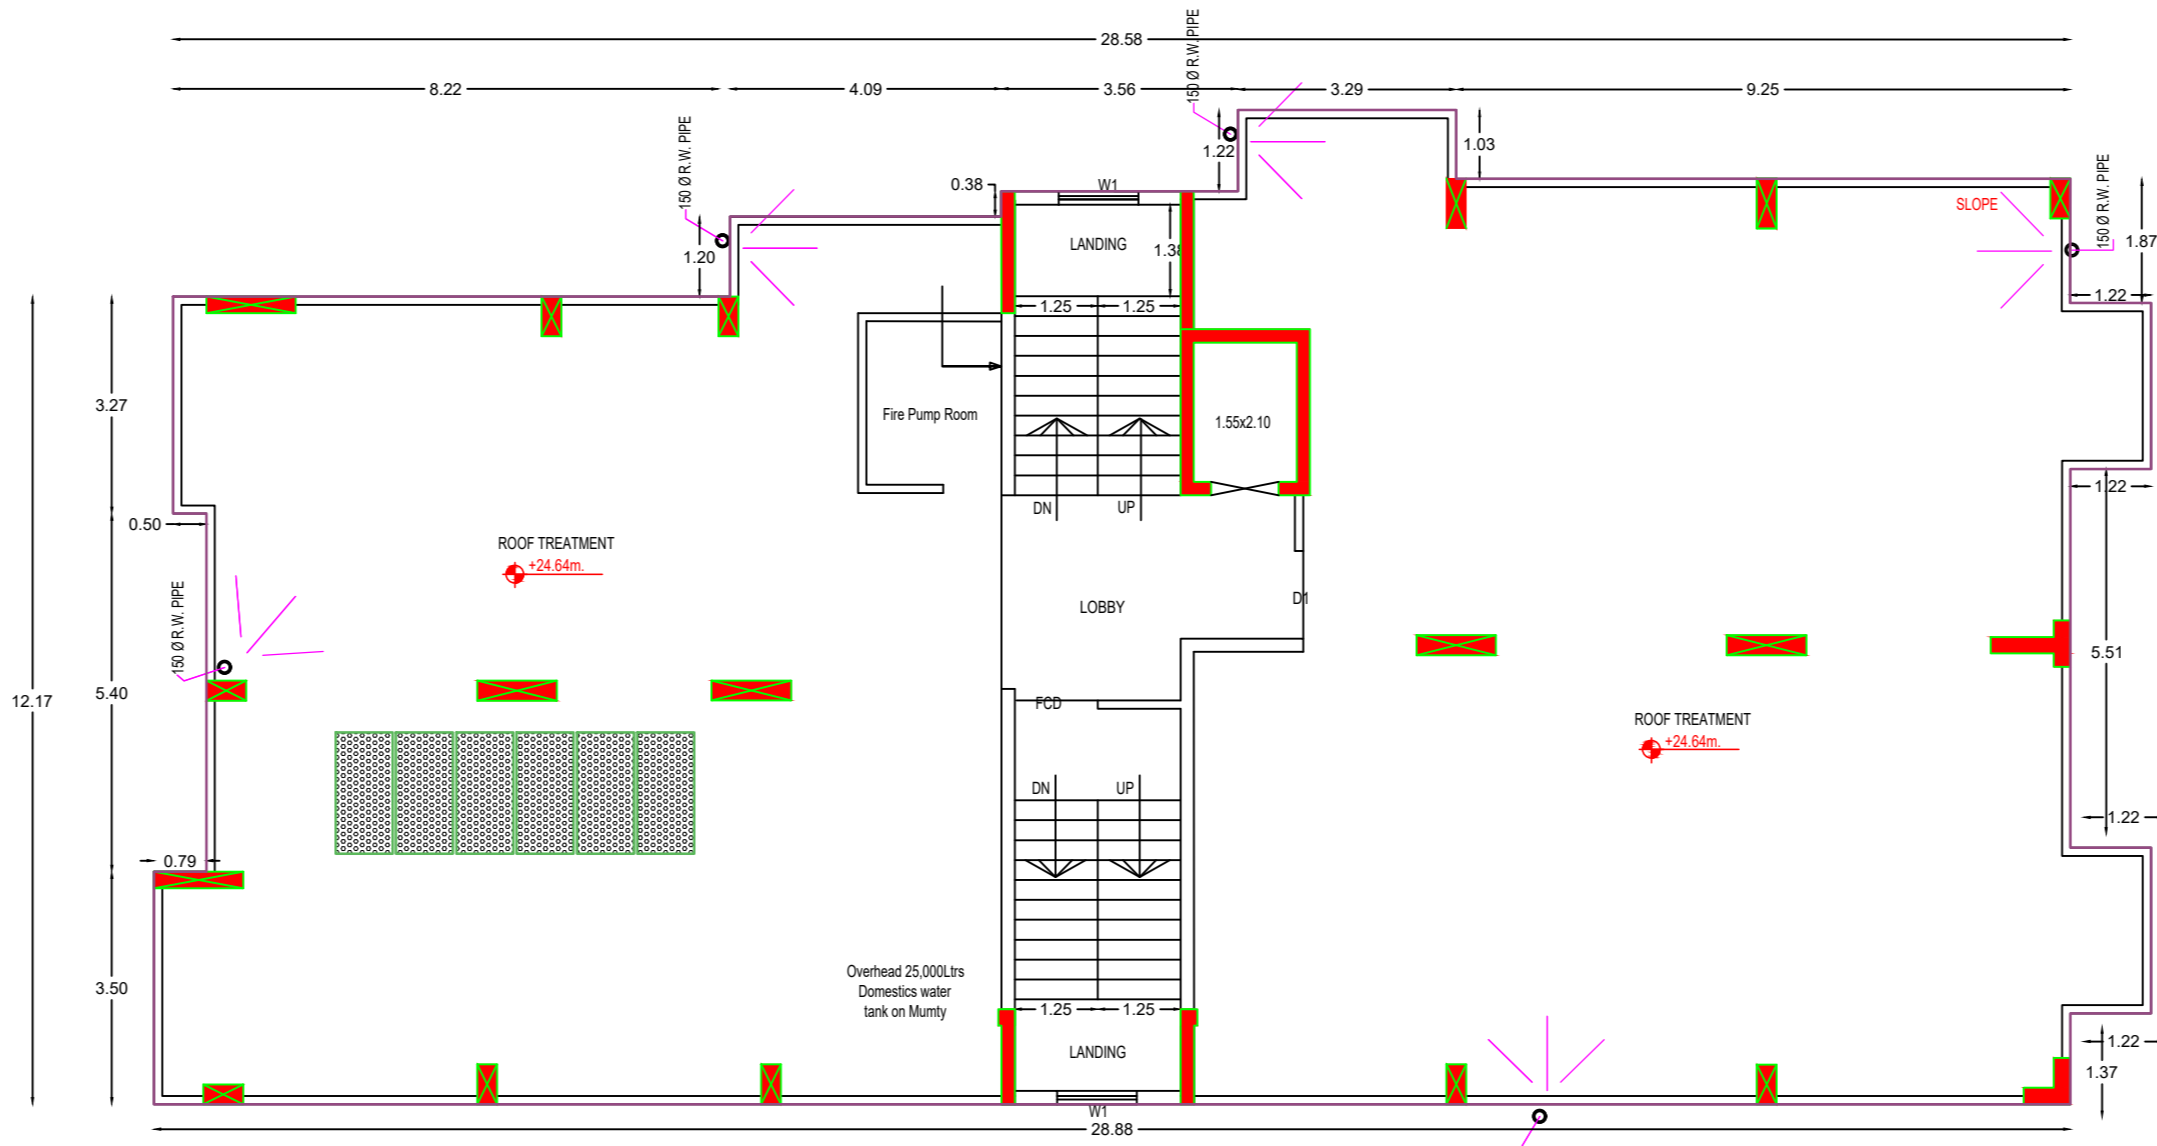 28.58
8.22
4.09
3.56
3.29
9.25
150 Ø R.W. PIPE
150 Ø R.W. PIPE
150 Ø R.W. PIPE
1.22
1.03
0.38
W1
SLOPE
1.87
1.20
LANDING
1.38
1.22
1.25
1.25
3.27
Fire Pump Room
1.55x2.10
1.22
DN
UP
0.50
ROOF TREATMENT
+24.64m.
150 Ø R.W. PIPE
LOBBY
D1
5.51
12.17
5.40
FCD
ROOF TREATMENT
+24.64m.
DN
UP
1.22
0.79
Overhead 25,000Ltrs
Domestics water
tank on Mumty
3.50
1.25
1.25
LANDING
1.22
1.37
W1
28.88